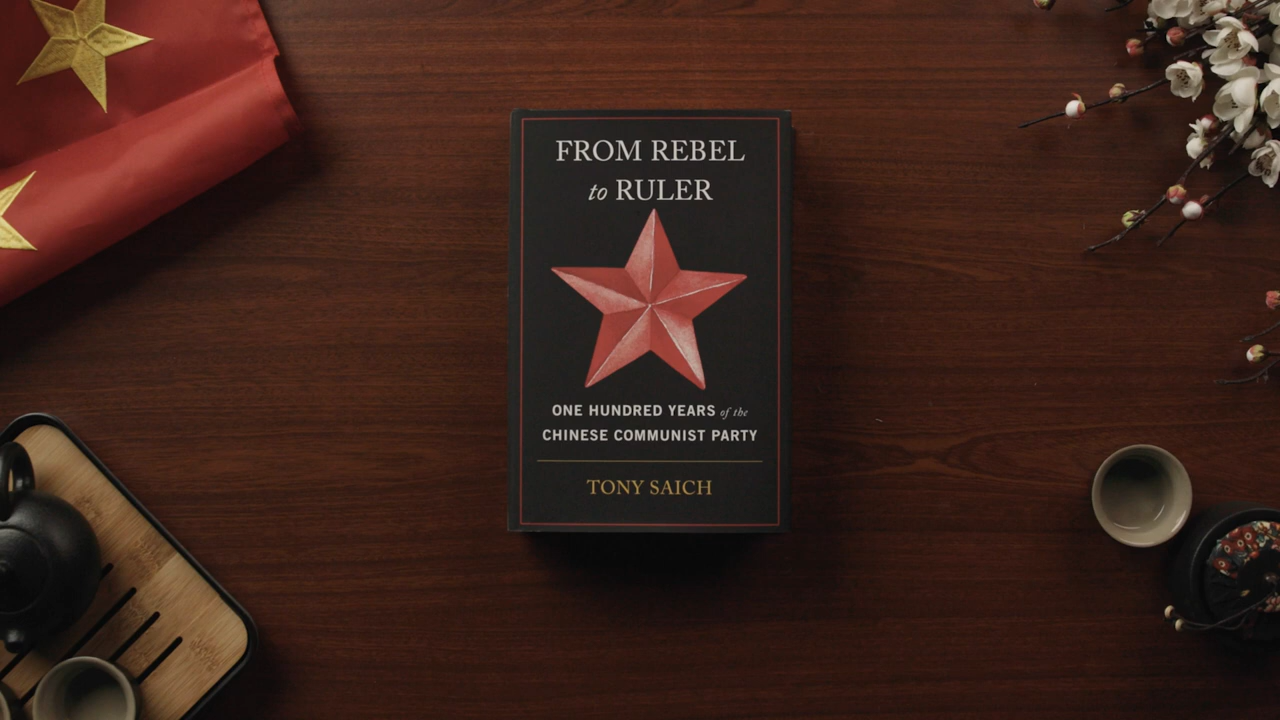 FROM REBEL
to RULER
ONE HUNDRED YEARS of the
CHINESE COMMUNIST PARTY
TONY SAICH